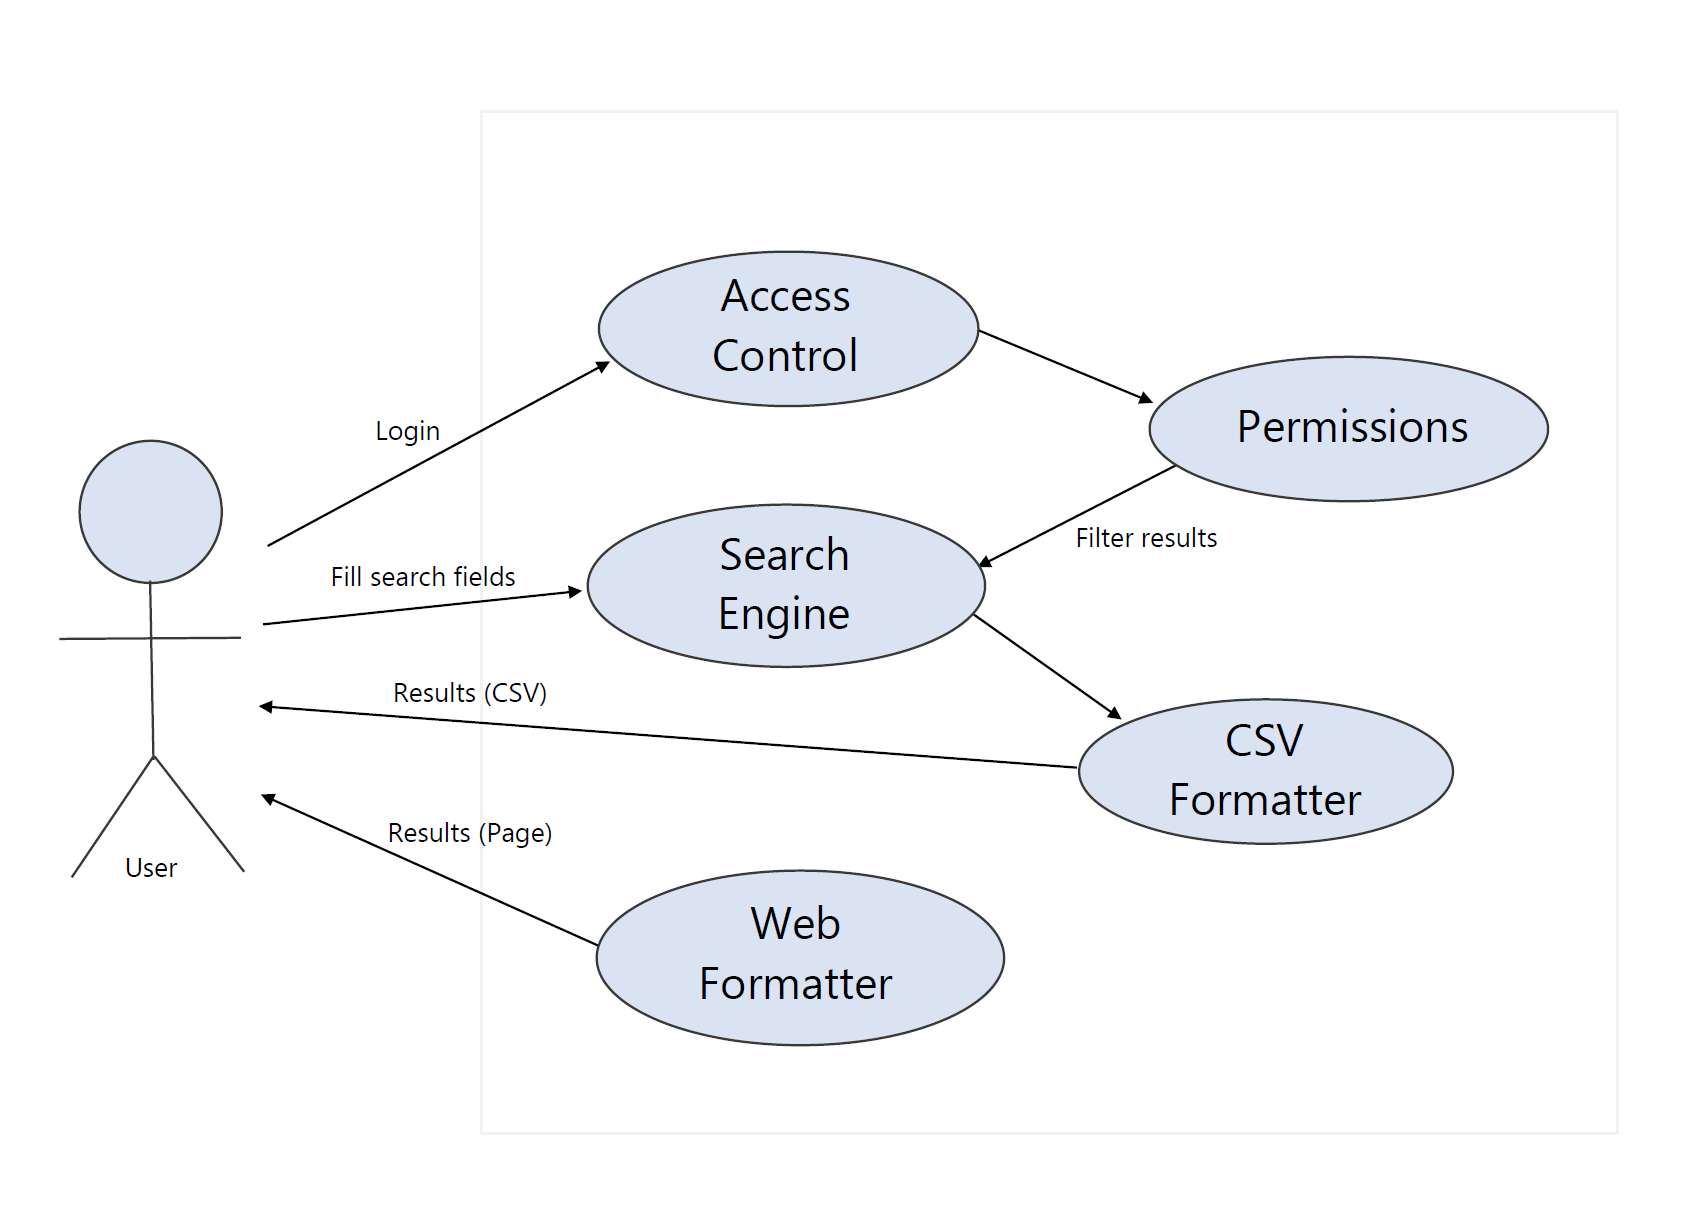 Access
Control
Permissions
Login
Filter results
Search
Engine
Fill search fields
Results (CSV)
CSV
Formatter
Results (Page)
User
Web
Formatter